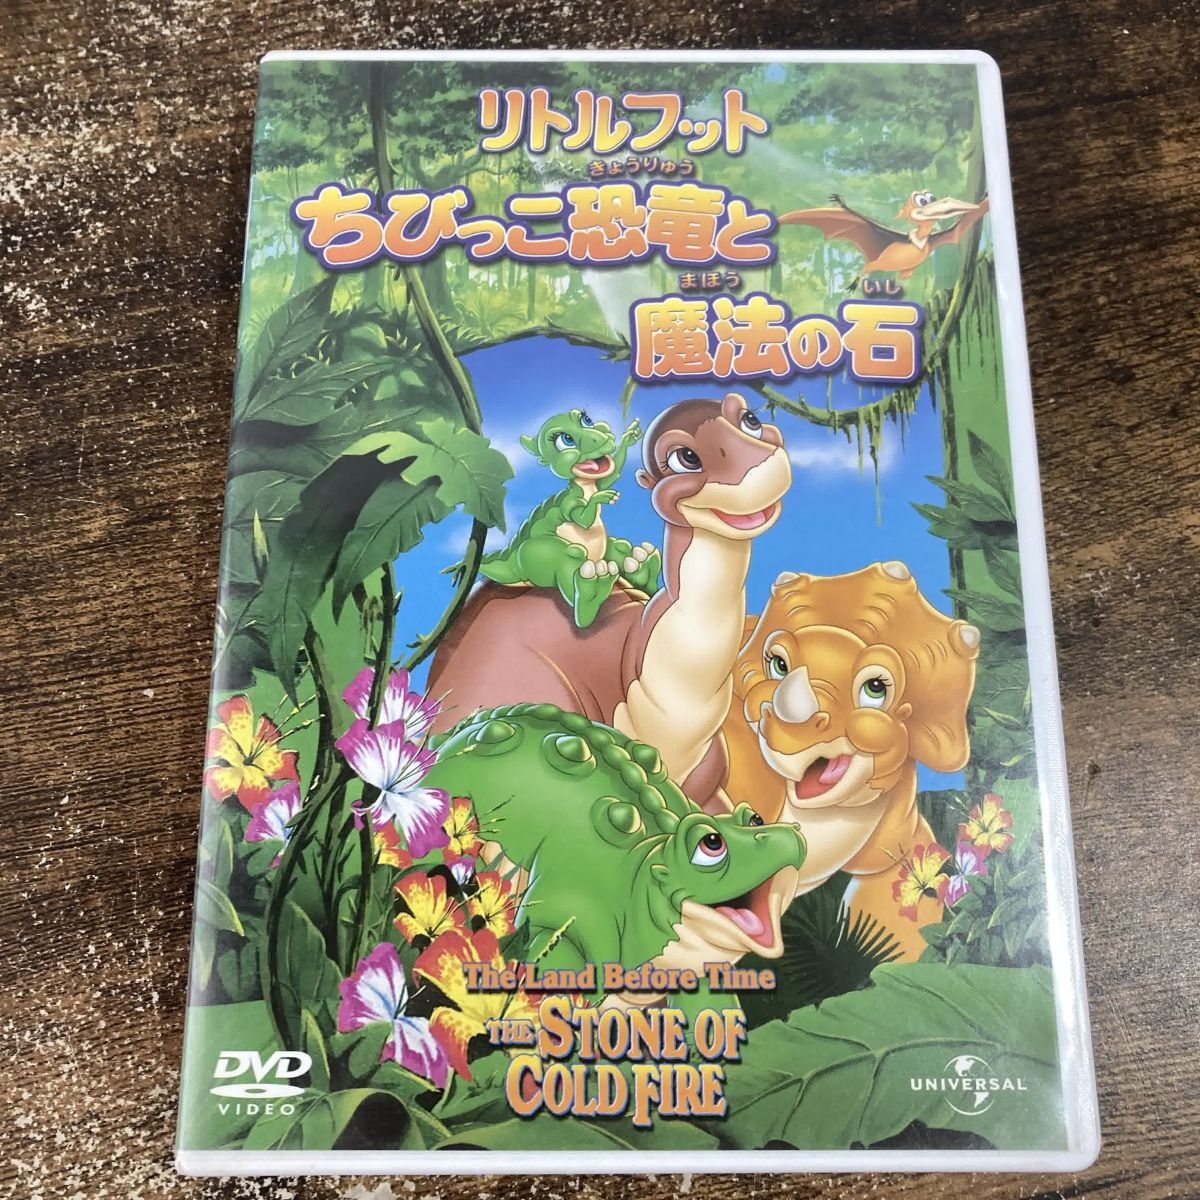 リトルフット
きょうりゅう
ちびっこ恐竜と
まほう いし
魔法の石
The Land Before Time
THE STONE OF
COLD FIRE
DVD
VIDEO
UNIVERSAL